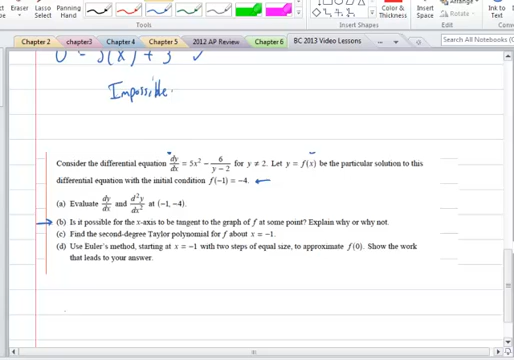 Panning Hand
Eraser
Lasso Select
Color & Thickness
Insert Space
Arrange
Rotate
Ink to Text
Tools
Insert Shapes
Chapter 2
chapter3
Chapter 4
Chapter 5
2012 AP Review
Chapter 6
BC 2013 Video Lessons
Impossible.
Consider the differential equation dy/dx = 5x² − 6/(y − 2) for y ≠ 2. Let y = f(x) be the particular solution to this
differential equation with the initial condition f(−1) = −4.
(a) Evaluate dy/dx and d²y/dx² at (−1, −4).
(b) Is it possible for the x-axis to be tangent to the graph of f at some point? Explain why or why not.
(c) Find the second-degree Taylor polynomial for f about x = −1.
(d) Use Euler's method, starting at x = −1 with two steps of equal size, to approximate f(0). Show the work
that leads to your answer.